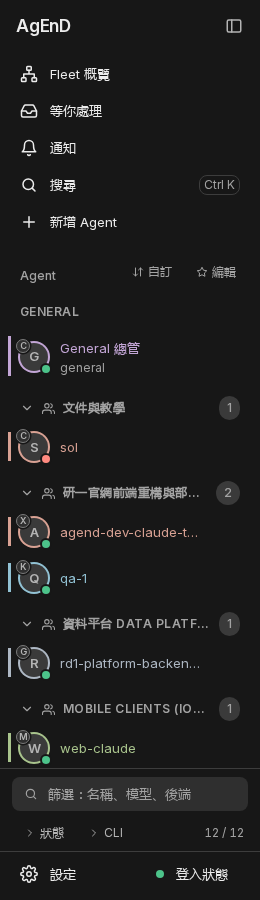 AgEnD
Fleet 概覽
等你處理
通知
搜尋 Ctrl K
新增 Agent
Agent 自訂 編輯
GENERAL
C G General 總管
general
文件與教學 1
C S sol
研一官網前端重構與部… 2
X A agend-dev-claude-t…
K Q qa-1
資料平台 DATA PLATF… 1
G R rd1-platform-backen…
MOBILE CLIENTS (IO… 1
M W web-claude
篩選：名稱、模型、後端
狀態 CLI 12 / 12
設定 登入狀態